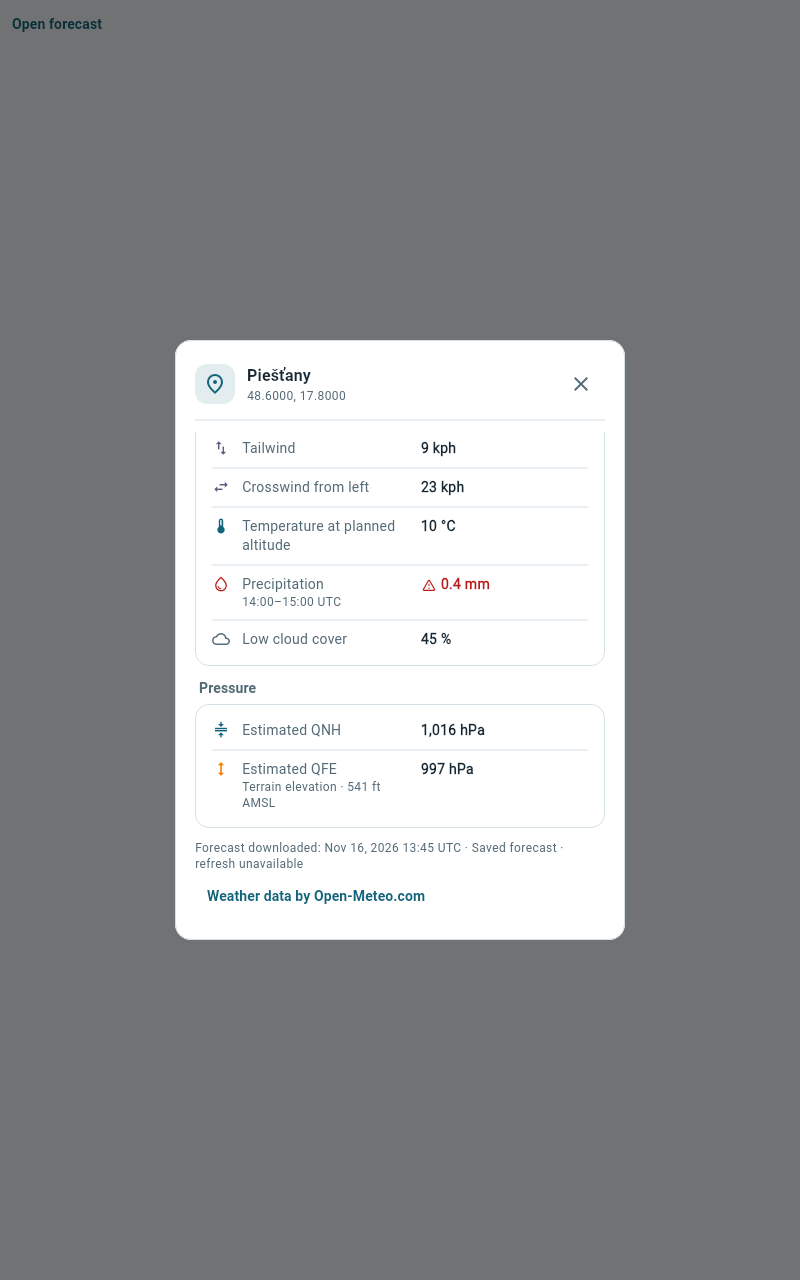 Open forecast
Piešťany
48.6000, 17.8000
Tailwind 9 kph
Crosswind from left 23 kph
Temperature at planned 10 °C
altitude
Precipitation 0.4 mm
14:00–15:00 UTC
Low cloud cover 45 %
Pressure
Estimated QNH 1,016 hPa
Estimated QFE 997 hPa
Terrain elevation · 541 ft
AMSL
Forecast downloaded: Nov 16, 2026 13:45 UTC · Saved forecast ·
refresh unavailable
Weather data by Open-Meteo.com